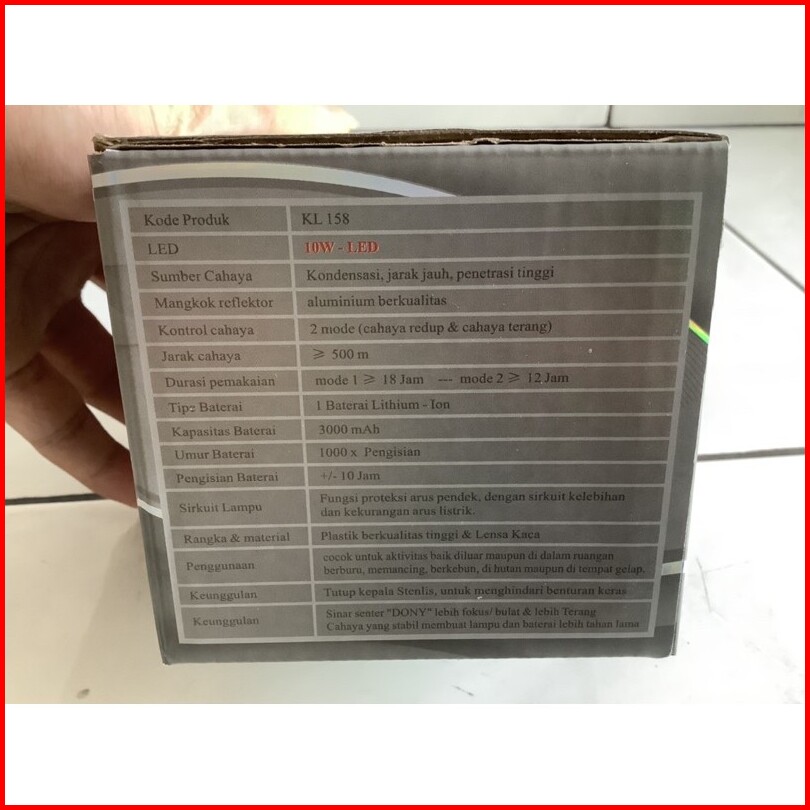 Kode Produk KL 158
LED 10W - LED
Sumber Cahaya Kondensasi, jarak jauh, penetrasi tinggi
Mangkok reflektor aluminium berkualitas
Kontrol cahaya 2 mode (cahaya redup & cahaya terang)
Jarak cahaya ≥ 500 m
Durasi pemakaian mode 1 ≥ 18 Jam --- mode 2 ≥ 12 Jam
Tipe Baterai 1 Baterai Lithium - Ion
Kapasitas Baterai 3000 mAh
Umur Baterai 1000 x Pengisian
Pengisian Baterai +/- 10 Jam
Sirkuit Lampu Fungsi proteksi arus pendek, dengan sirkuit kelebihan
dan kekurangan arus listrik.
Rangka & material Plastik berkualitas tinggi & Lensa Kaca
Penggunaan cocok untuk aktivitas baik diluar maupun di dalam ruangan
berburu, memancing, berkebun, di hutan maupun di tempat gelap.
Keunggulan Tutup kepala Stenlis, untuk menghindari benturan keras
Keunggulan Sinar senter "DONY" lebih fokus/ bulat & lebih Terang
Cahaya yang stabil membuat lampu dan baterai lebih tahan lama